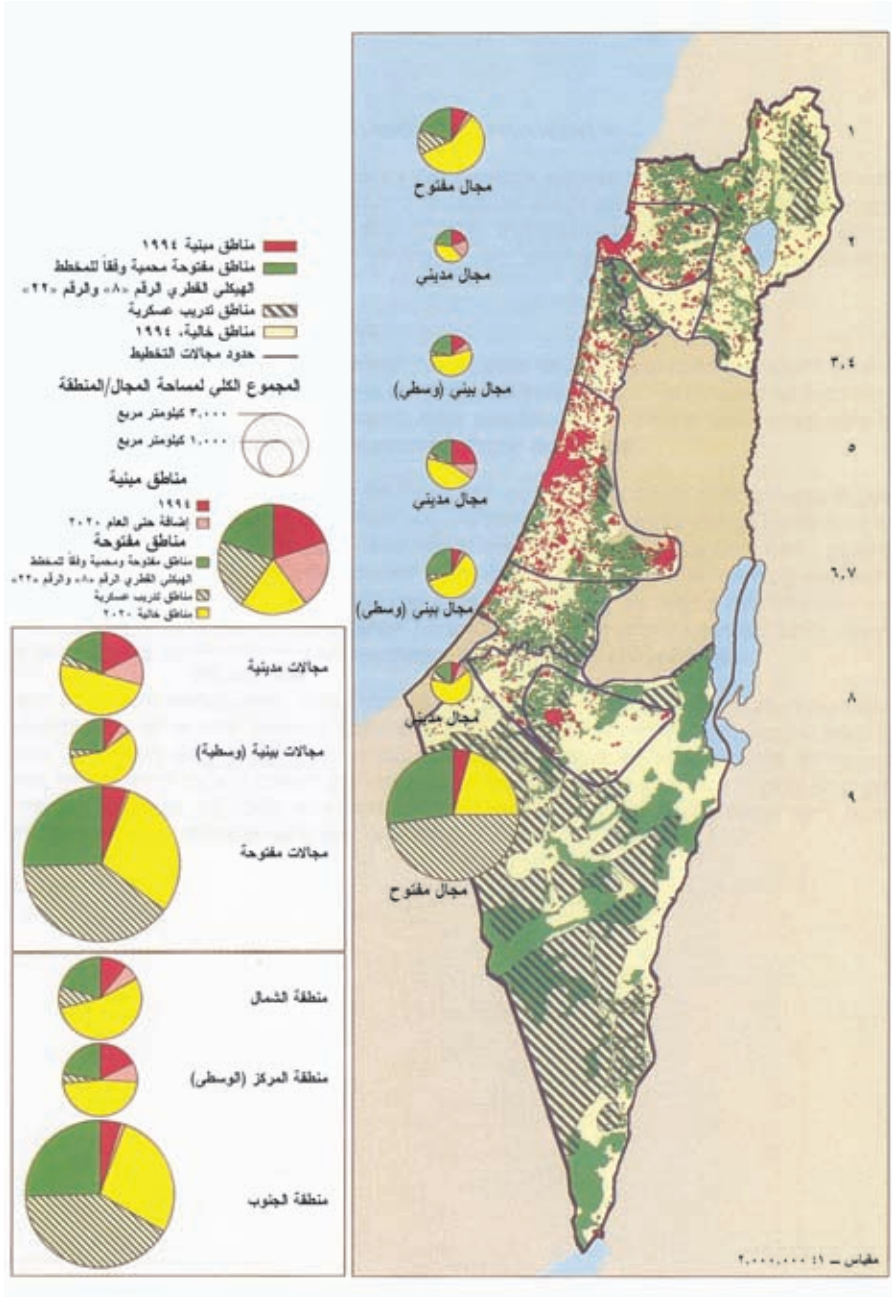 مجال مفتوح
مجال مديني
مجال بيني (وسطي)
مجال مديني
مجال بيني (وسطي)
مجال مديني
مجال مفتوح
١
٢
٣,٤
٥
٦,٧
٨
٩
مقياس – ٤١ ٢,٠٠٠,٠٠٠
مناطق مبنية ١٩٩٤
مناطق مفتوحة محمية وفقاً للمخطط
الهيكلي القطري الرقم «٨» والرقم «٢٢»
مناطق تدريب عسكرية
مناطق خالية، ١٩٩٤
حدود مجالات التخطيط
المجموع الكلي لمساحة المجال/المنطقة
٣,٠٠٠ كيلومتر مربع
١,٠٠٠ كيلومتر مربع
مناطق مبنية
١٩٩٤
إضافة حتى العام ٢٠٢٠
مناطق مفتوحة
مناطق مفتوحة ومحمية وفقاً للمخطط
الهيكلي القطري الرقم «٨» والرقم «٢٢»
مناطق تدريب عسكرية
مناطق خالية ٢٠٢٠
مجالات مدينية
مجالات بينية (وسطية)
مجالات مفتوحة
منطقة الشمال
منطقة المركز (الوسطى)
منطقة الجنوب